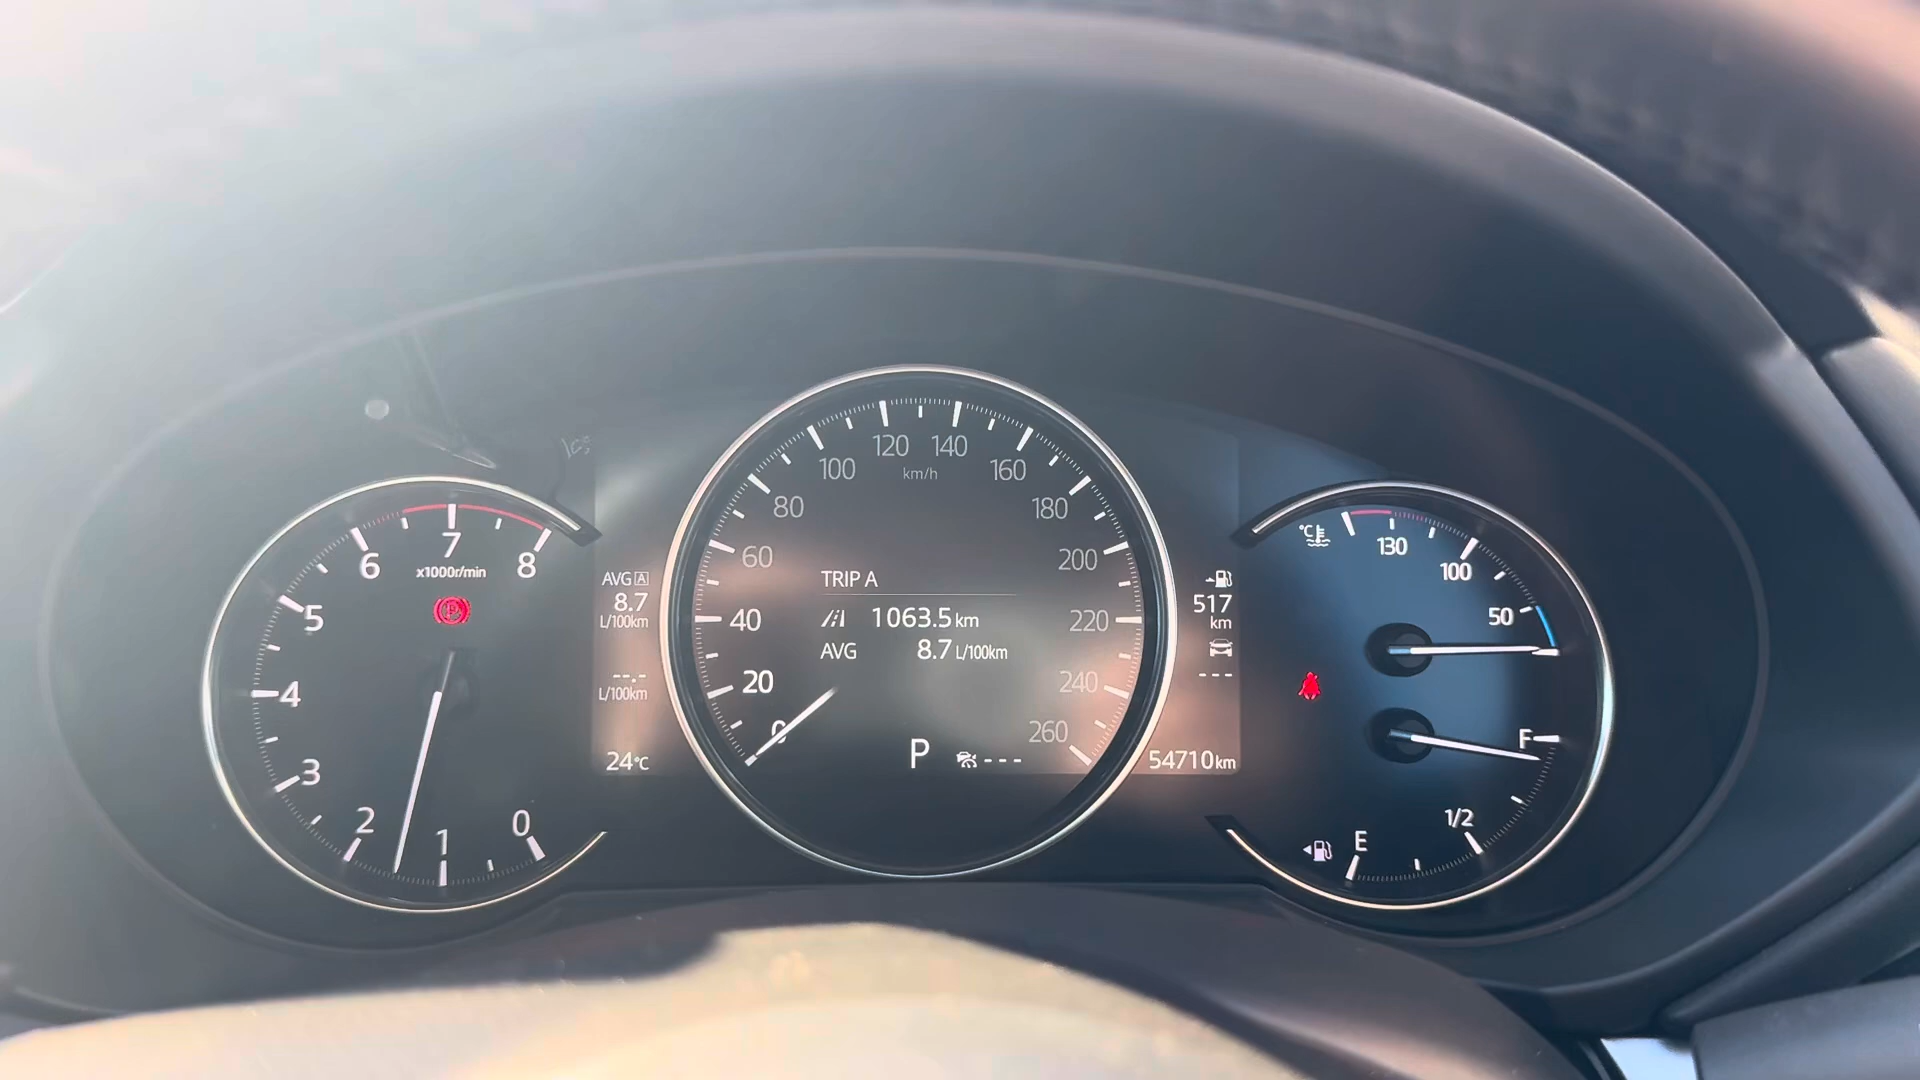 120 140
100 km/h 160
80 180
7
6 8
x1000r/min
60 200
°C 130
100
50
AVG A
8.7
L/100km
TRIP A
1063.5 km
AVG 8.7 L/100km
517
km
5
40 220
4
--.-
L/100km
20 240
---
3
0 260
F
24°C
P ---
54710km
2 1 0
E 1/2